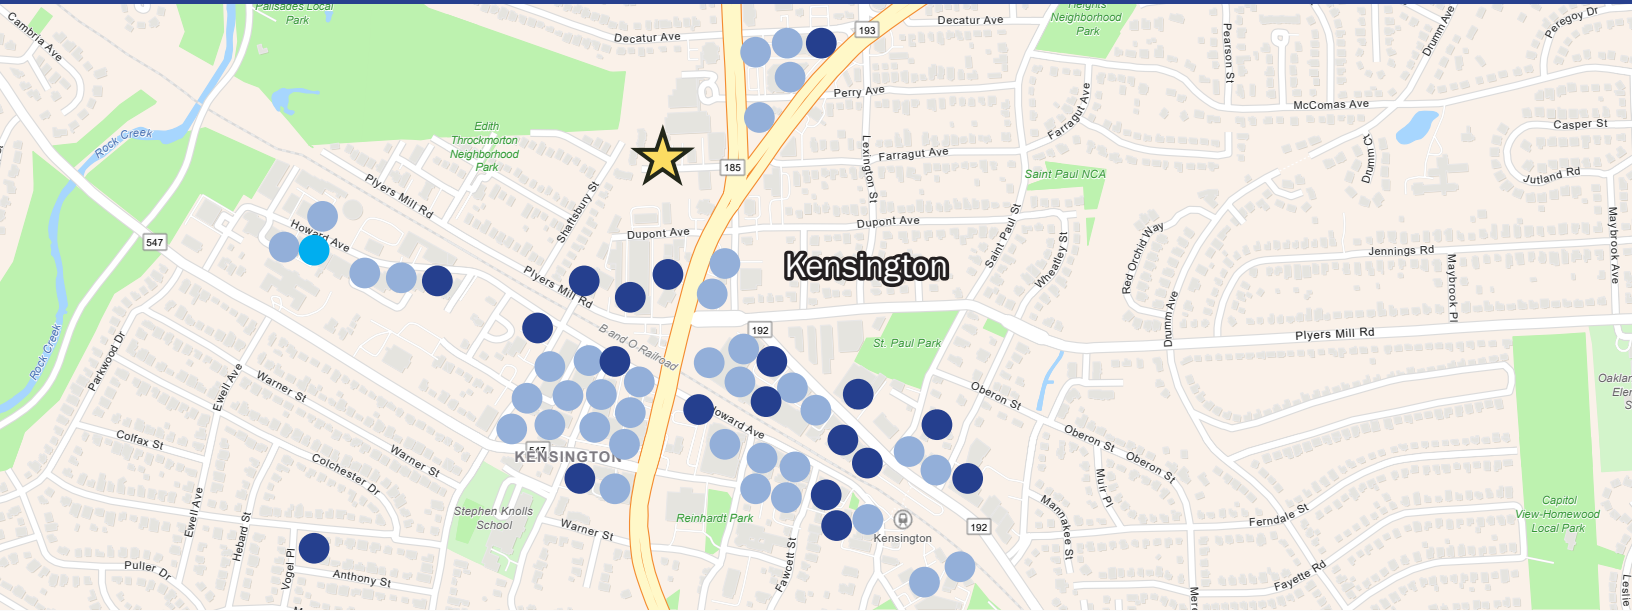 Palisades Local
Park
Heights
Neighborhood
Park
Cambria Ave
Decatur Ave
Decatur Ave
193
Pearson St
Drumm Ave
Peregoy Dr
Perry Ave
McComas Ave
Farragut Ave
Rock Creek
Edith
Throckmorton
Neighborhood
Park
Casper St
Lexington St
Farragut Ave
Drumm Ct
185
Saint Paul NCA
Jutland Rd
Plyers Mill Rd
Shaftsbury St
Howard Ave
547
Dupont Ave
Dupont Ave
Saint Paul St
Wheatley St
Red Orchid Way
Jennings Rd
Maybrook Ave
Maybrook Pl
Kensington
Plyers Mill Rd
Drumm Ave
B and O Railroad
192
Plyers Mill Rd
Rock Creek
Parkwood Dr
St. Paul Park
Ewell Ave
Warner St
Oberon St
Howard Ave
547
KENSINGTON
Colfax St
Warner St
Oberon St
Oberon St
Colchester Dr
Muir Pl
Ewell Ave
Hebard St
Stephen Knolls
School
Reinhardt Park
Mannakee St
Capitol
View-Homewood
Local Park
Warner St
Kensington
192
Ferndale St
Vogel Pl
Puller Dr
Anthony St
Fawcett St
Fayette Rd